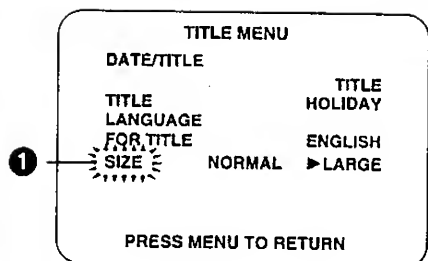 TITLE MENU
DATE/TITLE
TITLE
TITLE HOLIDAY
LANGUAGE
FOR TITLE ENGLISH
1 SIZE NORMAL ▶LARGE
PRESS MENU TO RETURN